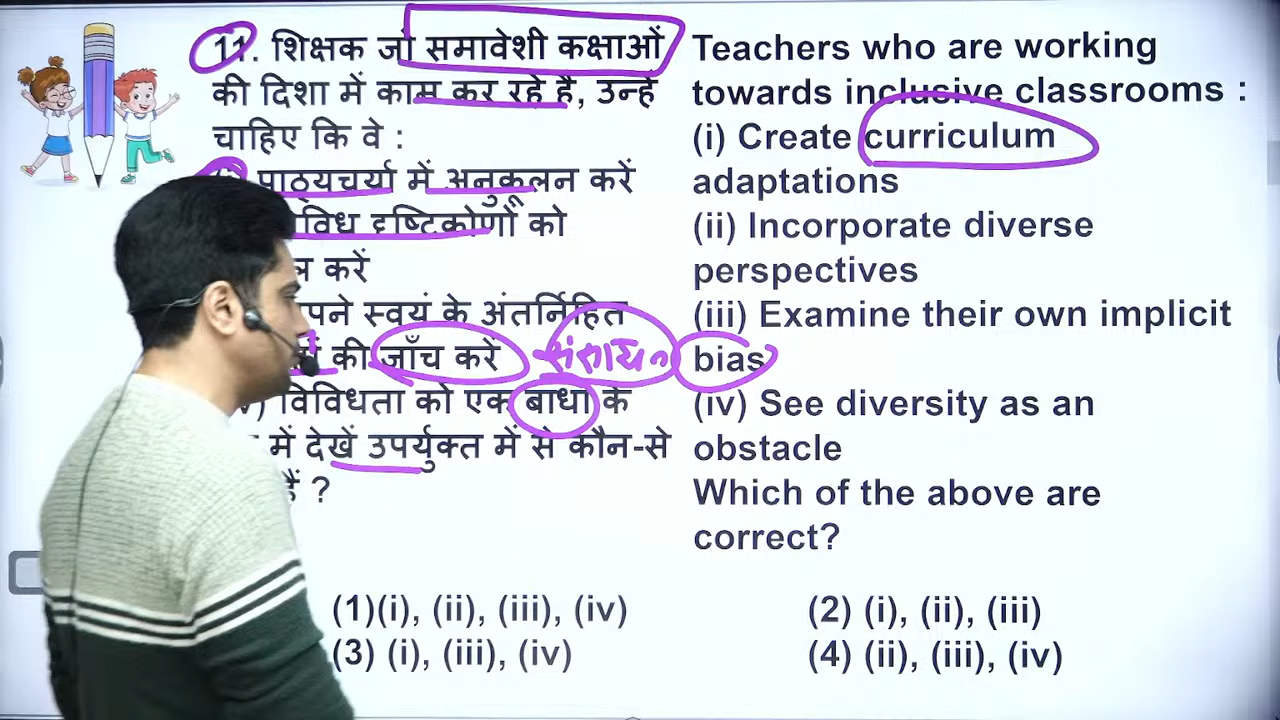 11. शिक्षक जो समावेशी कक्षाओं
की दिशा में काम कर रहे हैं, उन्हें
चाहिए कि वे :
पाठ्यचर्या में अनुकूलन करें
दृष्टिकोणों को
करें
स्वयं के अंतर्निहित
की जाँच करें
विविधता को एक बाधा के
में देखें उपर्युक्त में से कौन-से
हैं ?
Teachers who are working
towards inclusive classrooms :
(i) Create curriculum
adaptations
(ii) Incorporate diverse
perspectives
(iii) Examine their own implicit
bias
(iv) See diversity as an
obstacle
Which of the above are
correct?
(1)(i), (ii), (iii), (iv)
(2) (i), (ii), (iii)
(3) (i), (iii), (iv)
(4) (ii), (iii), (iv)